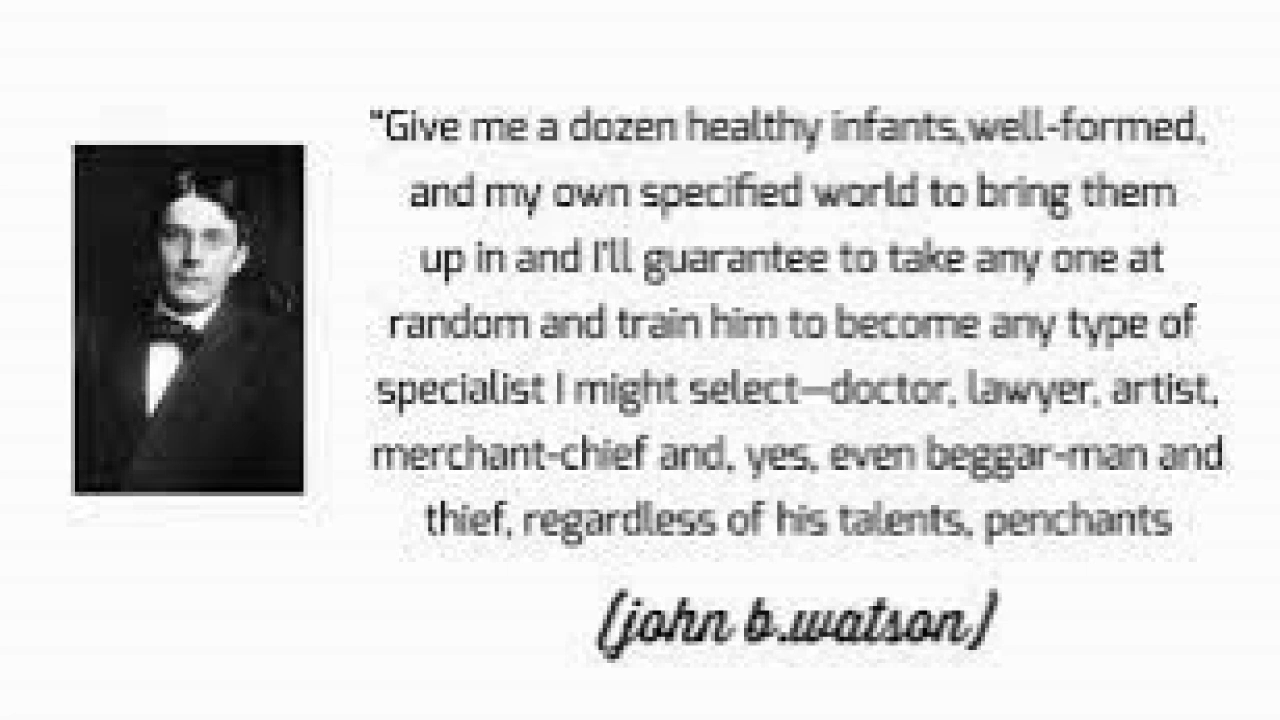 "Give me a dozen healthy infants,well-formed,
and my own specified world to bring them
up in and I'll guarantee to take any one at
random and train him to become any type of
specialist I might select—doctor, lawyer, artist,
merchant-chief and, yes, even beggar-man and
thief, regardless of his talents, penchants
(john b.watson)